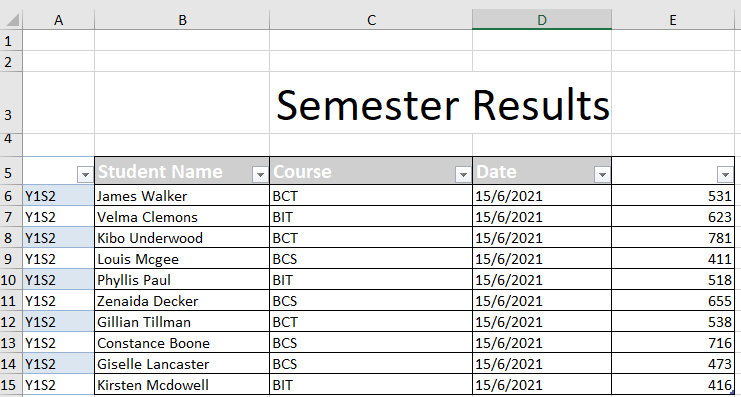 A B C D E
1
2
3 Semester Results
4
5 Student Name Course Date
6 Y1S2 James Walker BCT 15/6/2021 531
7 Y1S2 Velma Clemons BIT 15/6/2021 623
8 Y1S2 Kibo Underwood BCT 15/6/2021 781
9 Y1S2 Louis Mcgee BCS 15/6/2021 411
10 Y1S2 Phyllis Paul BIT 15/6/2021 518
11 Y1S2 Zenaida Decker BCS 15/6/2021 655
12 Y1S2 Gillian Tillman BCT 15/6/2021 538
13 Y1S2 Constance Boone BCS 15/6/2021 716
14 Y1S2 Giselle Lancaster BCS 15/6/2021 473
15 Y1S2 Kirsten Mcdowell BIT 15/6/2021 416